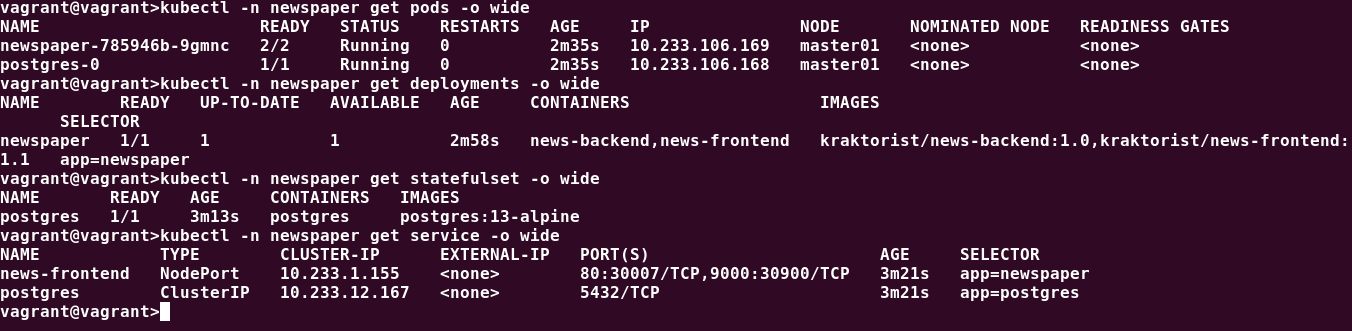 vagrant@vagrant>kubectl -n newspaper get pods -o wide
NAME                      READY   STATUS    RESTARTS   AGE     IP               NODE       NOMINATED NODE   READINESS GATES
newspaper-785946b-9gmnc   2/2     Running   0          2m35s   10.233.106.169   master01   <none>           <none>
postgres-0                1/1     Running   0          2m35s   10.233.106.168   master01   <none>           <none>
vagrant@vagrant>kubectl -n newspaper get deployments -o wide
NAME        READY   UP-TO-DATE   AVAILABLE   AGE     CONTAINERS                   IMAGES
      SELECTOR
newspaper   1/1     1            1           2m58s   news-backend,news-frontend   kraktorist/news-backend:1.0,kraktorist/news-frontend:
1.1   app=newspaper
vagrant@vagrant>kubectl -n newspaper get statefulset -o wide
NAME       READY   AGE     CONTAINERS   IMAGES
postgres   1/1     3m13s   postgres     postgres:13-alpine
vagrant@vagrant>kubectl -n newspaper get service -o wide
NAME            TYPE        CLUSTER-IP      EXTERNAL-IP   PORT(S)                       AGE     SELECTOR
news-frontend   NodePort    10.233.1.155    <none>        80:30007/TCP,9000:30900/TCP   3m21s   app=newspaper
postgres        ClusterIP   10.233.12.167   <none>        5432/TCP                      3m21s   app=postgres
vagrant@vagrant>